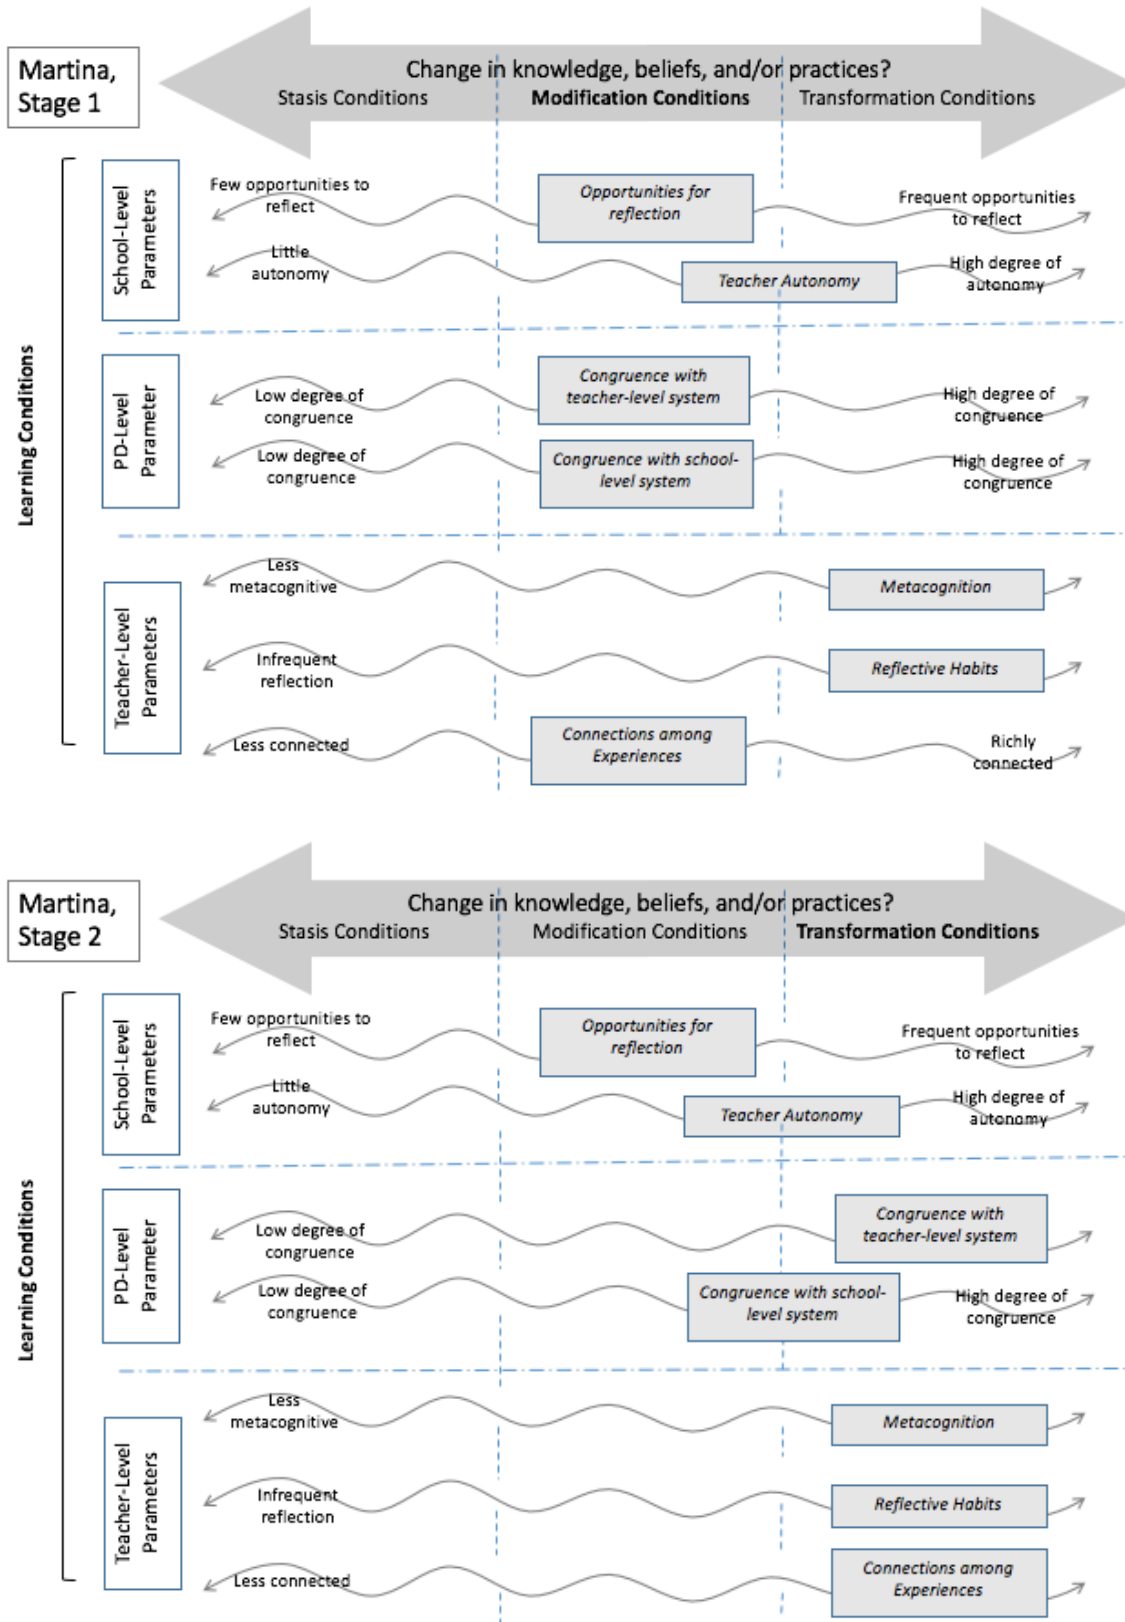 Martina,
Stage 1
Change in knowledge, beliefs, and/or practices?
Stasis Conditions
Modification Conditions
Transformation Conditions
Learning Conditions
School-Level
Parameters
Few opportunities to
reflect
Opportunities for
reflection
Frequent opportunities
to reflect
Little
autonomy
Teacher Autonomy
High degree of
autonomy
PD-Level
Parameter
Low degree of
congruence
Congruence with
teacher-level system
High degree of
congruence
Low degree of
congruence
Congruence with school-
level system
High degree of
congruence
Teacher-Level
Parameters
Less
metacognitive
Metacognition
Infrequent
reflection
Reflective Habits
Less connected
Connections among
Experiences
Richly
connected
Martina,
Stage 2
Change in knowledge, beliefs, and/or practices?
Stasis Conditions
Modification Conditions
Transformation Conditions
Learning Conditions
School-Level
Parameters
Few opportunities to
reflect
Opportunities for
reflection
Frequent opportunities
to reflect
Little
autonomy
Teacher Autonomy
High degree of
autonomy
PD-Level
Parameter
Low degree of
congruence
Congruence with
teacher-level system
Low degree of
congruence
Congruence with school-
level system
High degree of
congruence
Teacher-Level
Parameters
Less
metacognitive
Metacognition
Infrequent
reflection
Reflective Habits
Less connected
Connections among
Experiences